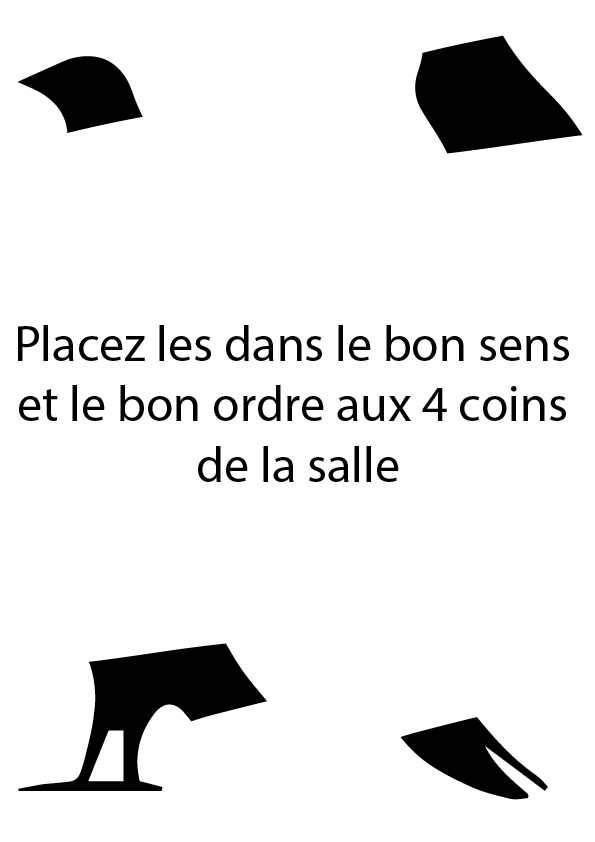 Placez les dans le bon sens
et le bon ordre aux 4 coins
de la salle